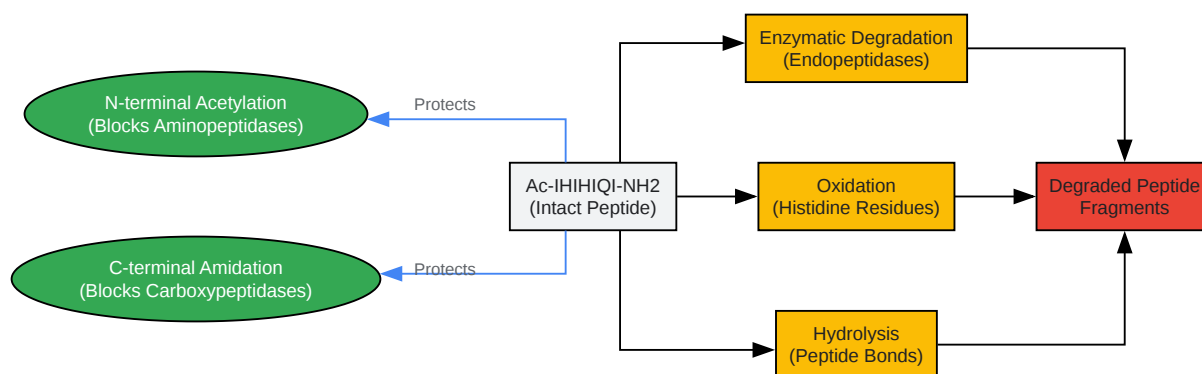 Enzymatic Degradation
(Endopeptidases)
N-terminal Acetylation
(Blocks Aminopeptidases)
Protects
Ac-IHIHIQI-NH2
(Intact Peptide)
Oxidation
(Histidine Residues)
Degraded Peptide
Fragments
C-terminal Amidation
(Blocks Carboxypeptidases)
Protects
Hydrolysis
(Peptide Bonds)